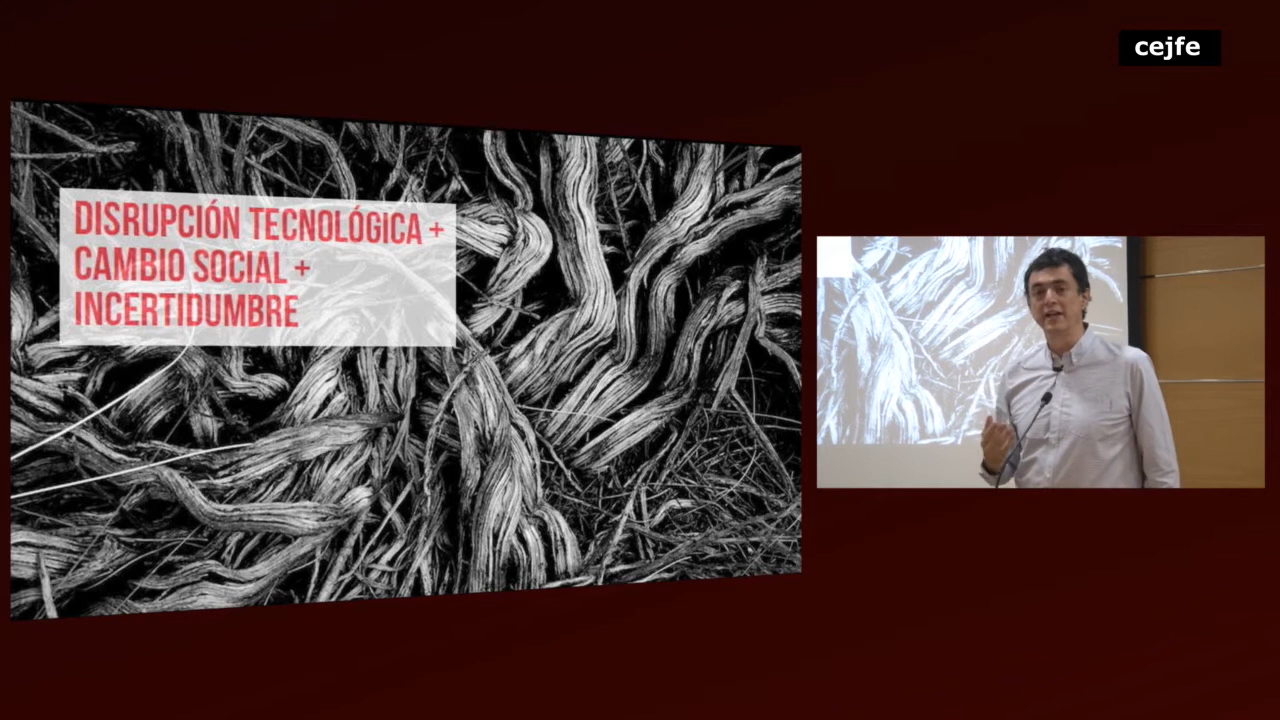 cejfe
DISRUPCIÓN TECNOLÓGICA +
CAMBIO SOCIAL +
INCERTIDUMBRE